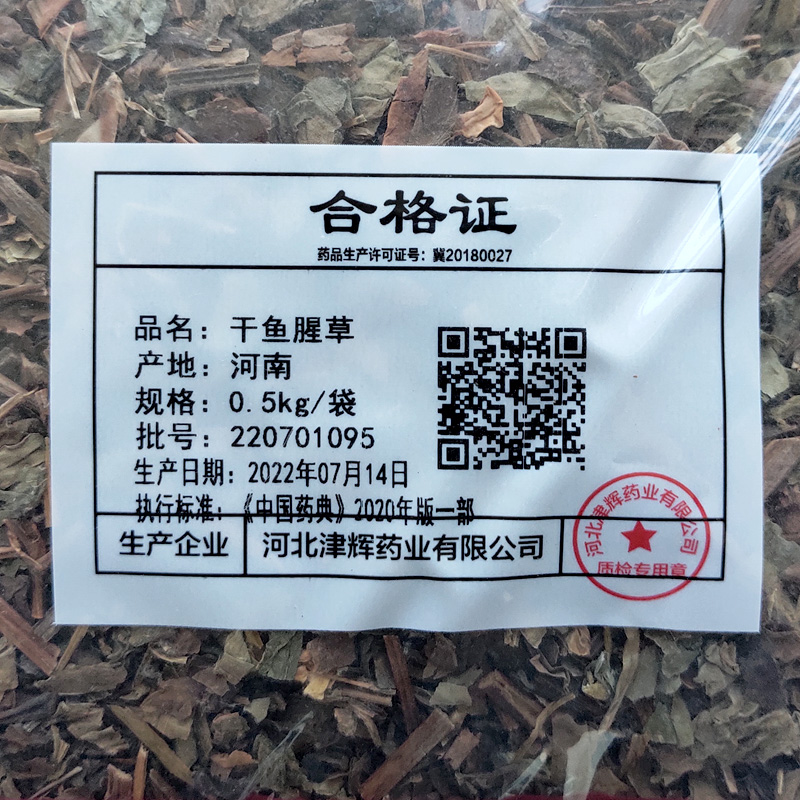 合格证
药品生产许可证号：冀20180027
品名：干鱼腥草
产地：河南
规格：0.5kg/袋
批号：220701095
生产日期：2022年07月14日
执行标准：《中国药典》2020年版一部
生产企业 河北津辉药业有限公司
河北津辉药业有限公司
质检专用章